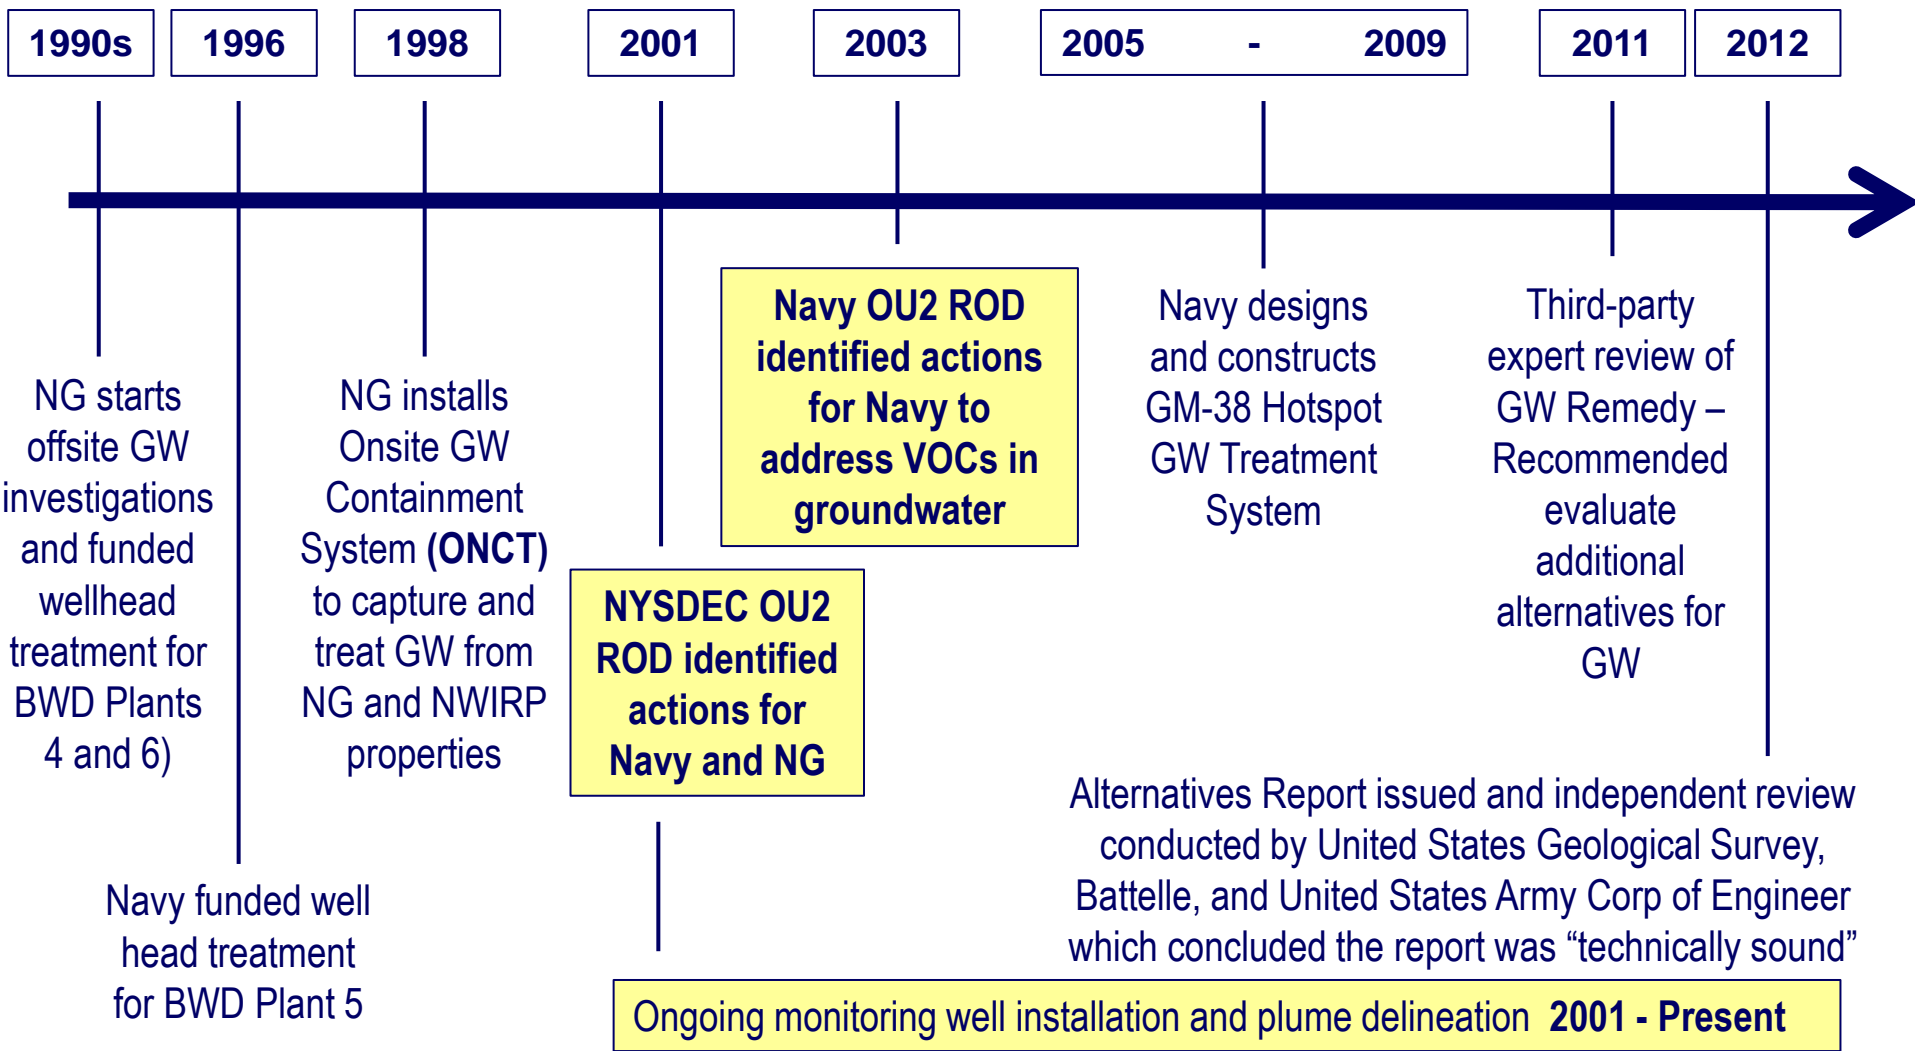 1990s
1996
1998
2001
2003
2005 - 2009
2011
2012
NG starts
offsite GW
investigations
and funded
wellhead
treatment for
BWD Plants
4 and 6)
Navy funded well
head treatment
for BWD Plant 5
NG installs
Onsite GW
Containment
System (ONCT)
to capture and
treat GW from
NG and NWIRP
properties
NYSDEC OU2
ROD identified
actions for
Navy and NG
Navy OU2 ROD
identified actions
for Navy to
address VOCs in
groundwater
Navy designs
and constructs
GM-38 Hotspot
GW Treatment
System
Third-party
expert review of
GW Remedy –
Recommended
evaluate
additional
alternatives for
GW
Alternatives Report issued and independent review
conducted by United States Geological Survey,
Battelle, and United States Army Corp of Engineer
which concluded the report was “technically sound”
Ongoing monitoring well installation and plume delineation 2001 - Present